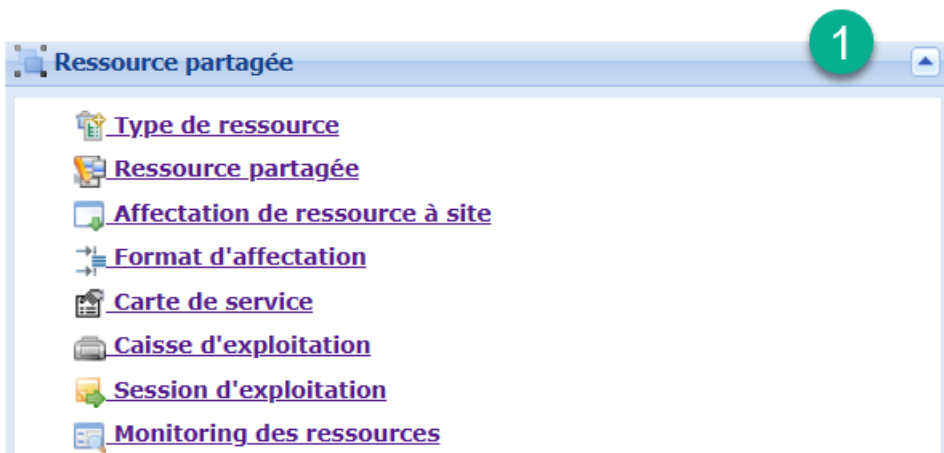 1
Ressource partagée
Type de ressource
Ressource partagée
Affectation de ressource à site
Format d'affectation
Carte de service
Caisse d'exploitation
Session d'exploitation
Monitoring des ressources